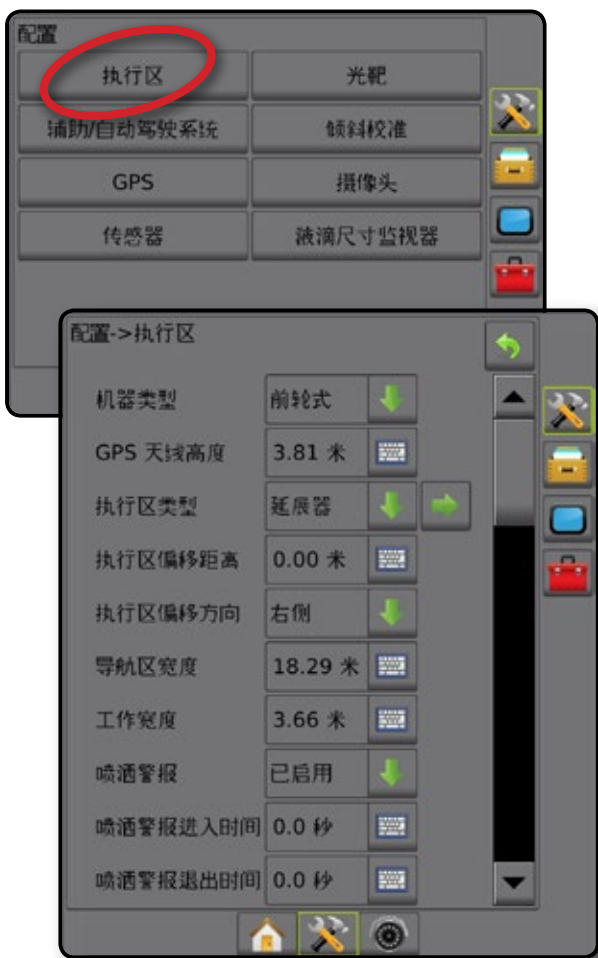 配置
执行区 光靶
辅助/自动驾驶系统 倾斜校准
GPS 摄像头
传感器 液滴尺寸监视器
配置->执行区
机器类型 前轮式
GPS 天线高度 3.81 米
执行区类型 延展器
执行区偏移距离 0.00 米
执行区偏移方向 右侧
导航区宽度 18.29 米
工作宽度 3.66 米
喷洒警报 已启用
喷洒警报进入时间 0.0 秒
喷洒警报退出时间 0.0 秒